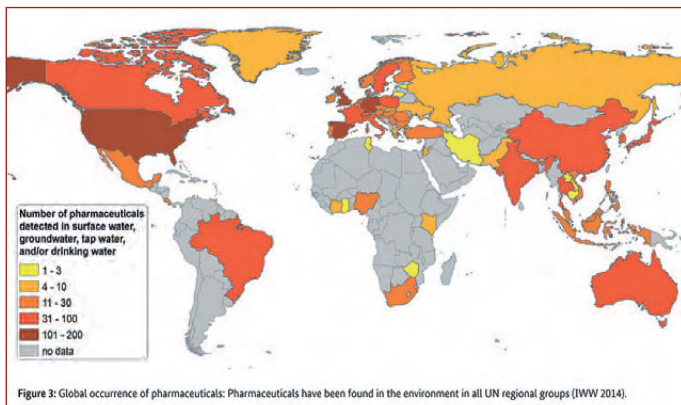 Number of pharmaceuticals
detected in surface water,
groundwater, tap water,
and/or drinking water
1 - 3
4 - 10
11 - 30
31 - 100
101 - 200
no data
Figure 3: Global occurrence of pharmaceuticals: Pharmaceuticals have been found in the environment in all UN regional groups (IWW 2014).